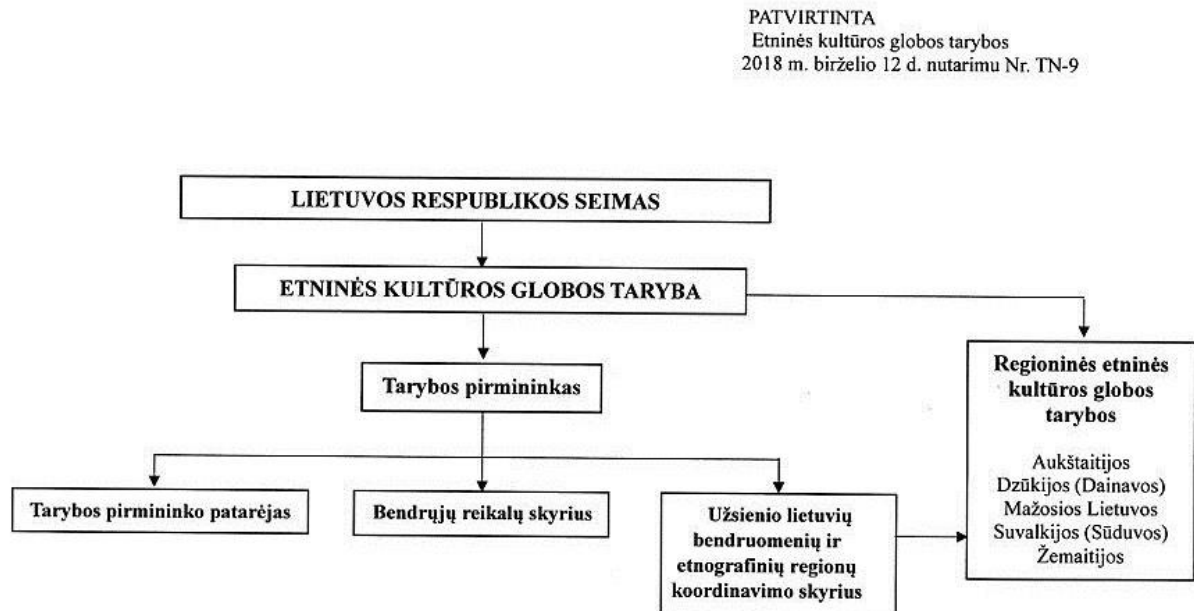 PATVIRTINTA
Etninės kultūros globos tarybos
2018 m. birželio 12 d. nutarimu Nr. TN-9
LIETUVOS RESPUBLIKOS SEIMAS
ETNINĖS KULTŪROS GLOBOS TARYBA
Tarybos pirmininkas
Regioninės etninės
kultūros globos
tarybos
Aukštaitijos
Dzūkijos (Dainavos)
Mažosios Lietuvos
Suvalkijos (Sūduvos)
Žemaitijos
Tarybos pirmininko patarėjas
Bendrųjų reikalų skyrius
Užsienio lietuvių
bendruomenių ir
etnografinių regionų
koordinavimo skyrius